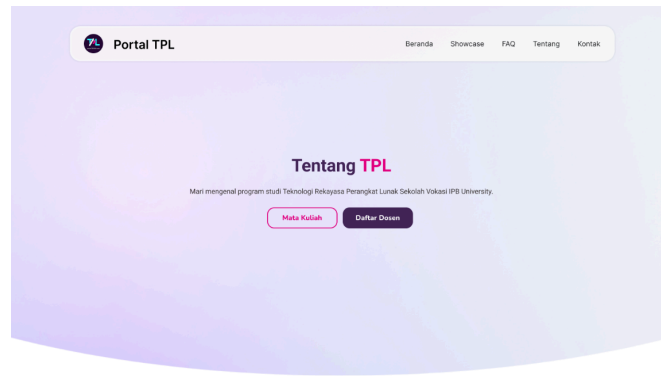 TL
Portal TPL
Beranda Showcase FAQ Tentang Kontak
Tentang TPL
Mari mengenal program studi Teknologi Rekayasa Perangkat Lunak Sekolah Vokasi IPB University.
Mata Kuliah Daftar Dosen